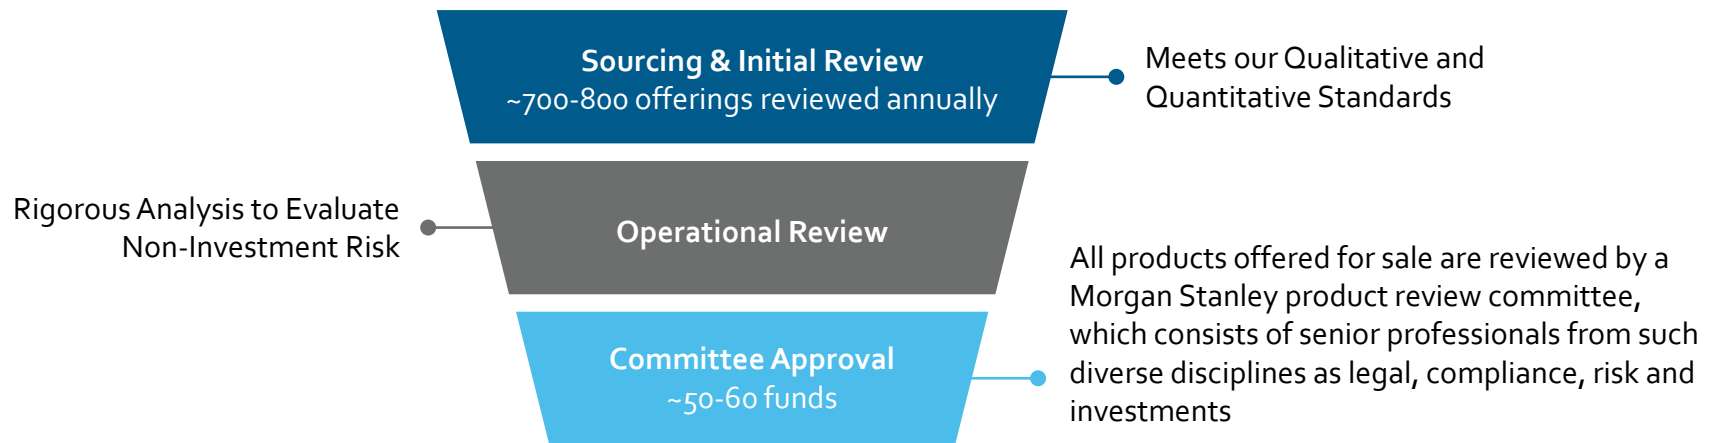 Sourcing & Initial Review
~700-800 offerings reviewed annually
Meets our Qualitative and
Quantitative Standards
Rigorous Analysis to Evaluate
Non-Investment Risk
Operational Review
Committee Approval
~50-60 funds
All products offered for sale are reviewed by a
Morgan Stanley product review committee,
which consists of senior professionals from such
diverse disciplines as legal, compliance, risk and
investments